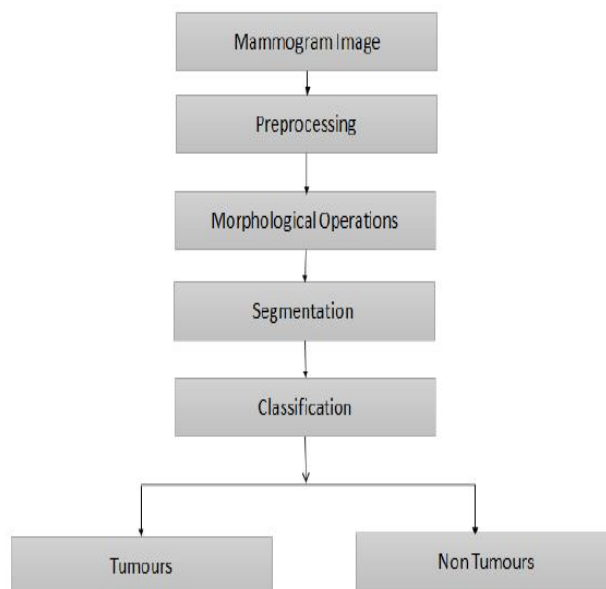 Mammogram Image
Preprocessing
Morphological Operations
Segmentation
Classification
Tumours
Non Tumours